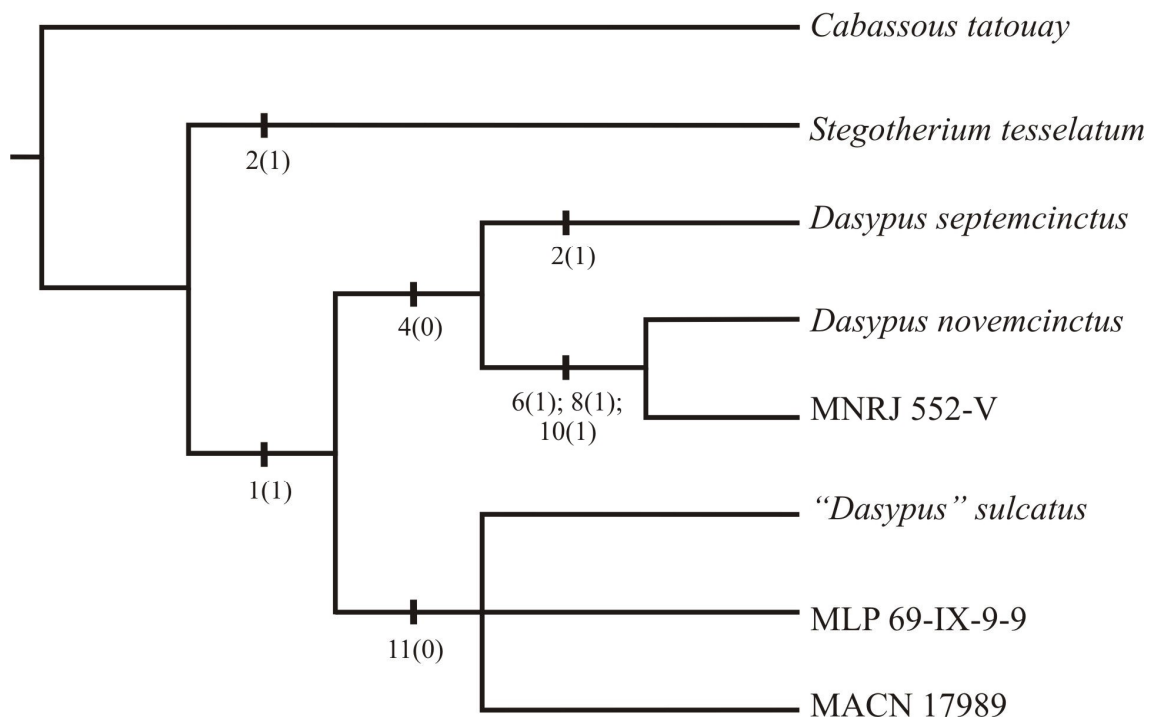 Cabassous tatouay
Stegotherium tesselatum
2(1)
Dasypus septemcinctus
2(1)
4(0)
Dasypus novemcinctus
6(1); 8(1);
10(1)
MNRJ 552-V
1(1)
“Dasypus” sulcatus
MLP 69-IX-9-9
11(0)
MACN 17989